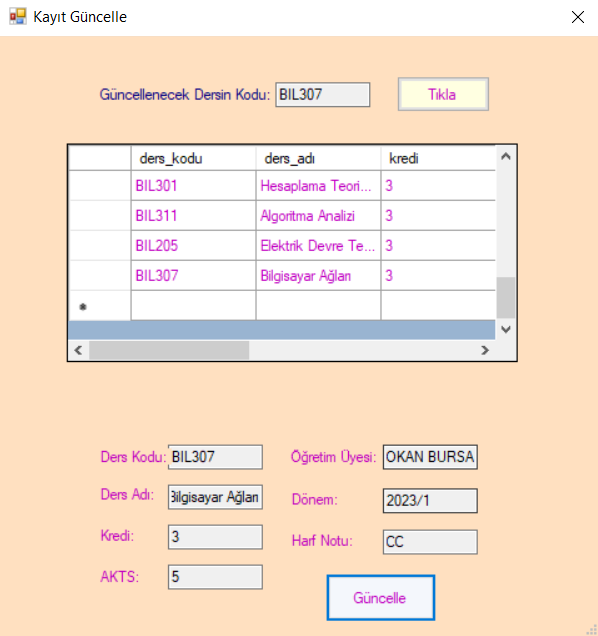 Kayıt Güncelle
Güncellenecek Dersin Kodu: BIL307 Tıkla
ders_kodu ders_adı kredi
BIL301 Hesaplama Teori... 3
BIL311 Algoritma Analizi 3
BIL205 Elektrik Devre Te... 3
BIL307 Bilgisayar Ağları 3
Ders Kodu: BIL307 Öğretim Üyesi: OKAN BURSA
Ders Adı: Bilgisayar Ağları Dönem: 2023/1
Kredi: 3 Harf Notu: CC
AKTS: 5
Güncelle